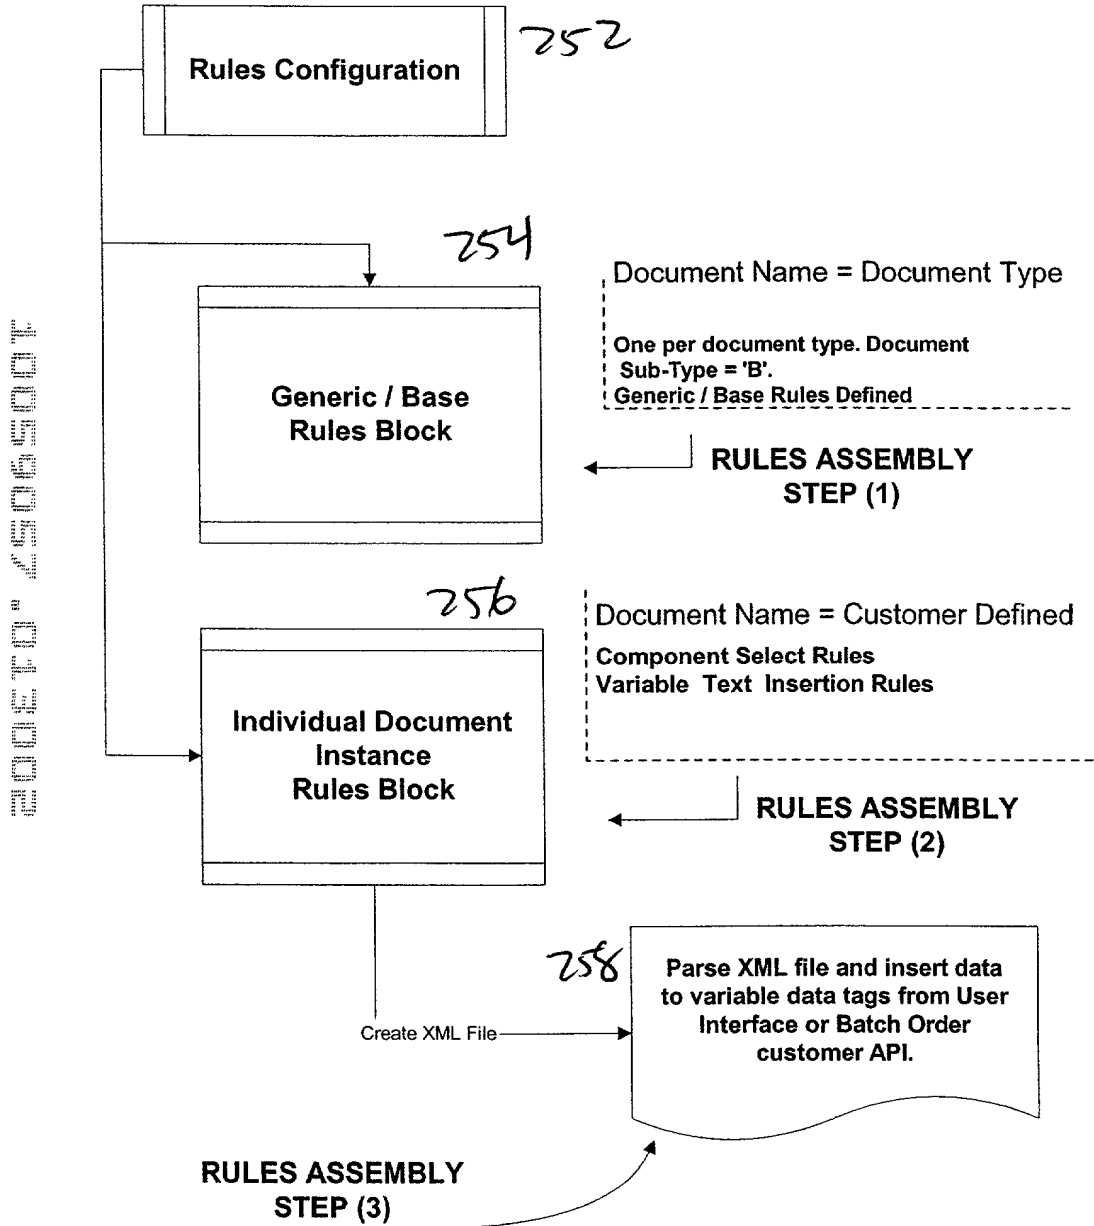 252
Rules Configuration
254
Document Name = Document Type
One per document type. Document
Sub-Type = 'B'.
Generic / Base Rules Defined
Generic / Base
Rules Block
RULES ASSEMBLY
STEP (1)
256
Document Name = Customer Defined
Component Select Rules
Variable Text Insertion Rules
Individual Document
Instance
Rules Block
RULES ASSEMBLY
STEP (2)
258
Parse XML file and insert data
to variable data tags from User
Interface or Batch Order
customer API.
Create XML File
RULES ASSEMBLY
STEP (3)
10059057.013002